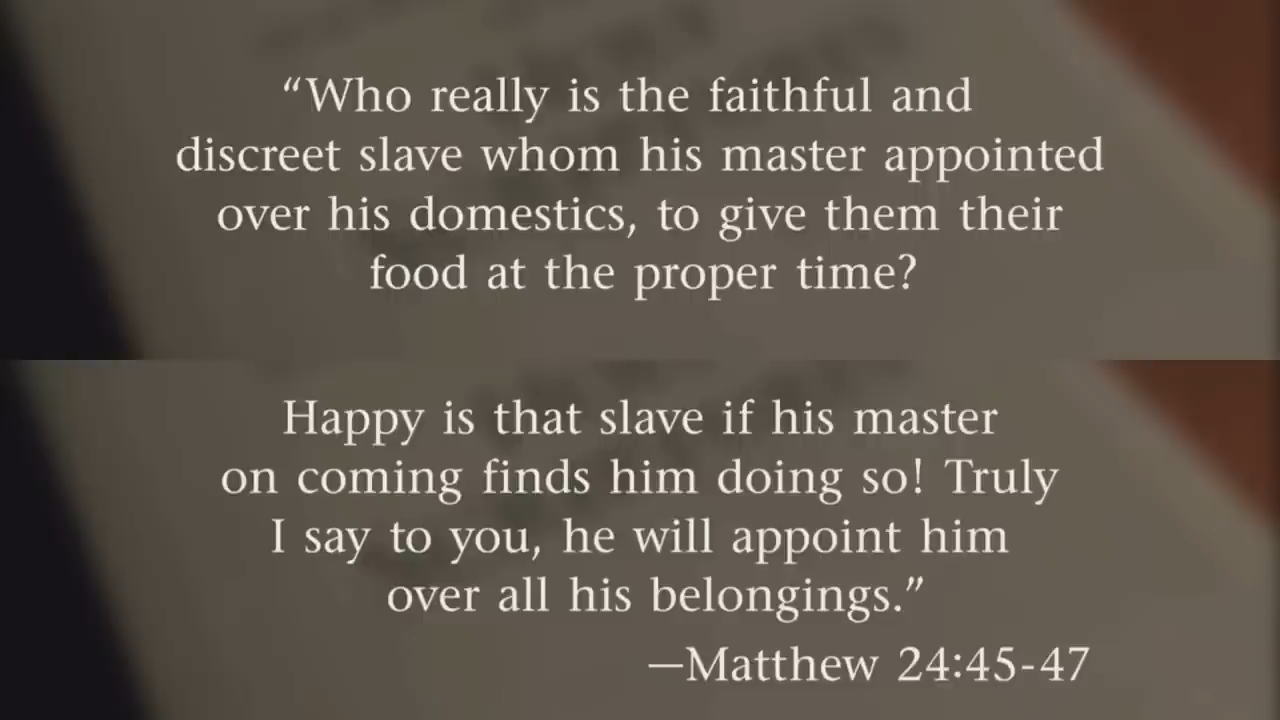 “Who really is the faithful and
discreet slave whom his master appointed
over his domestics, to give them their
food at the proper time?
Happy is that slave if his master
on coming finds him doing so! Truly
I say to you, he will appoint him
over all his belongings.”
—Matthew 24:45-47